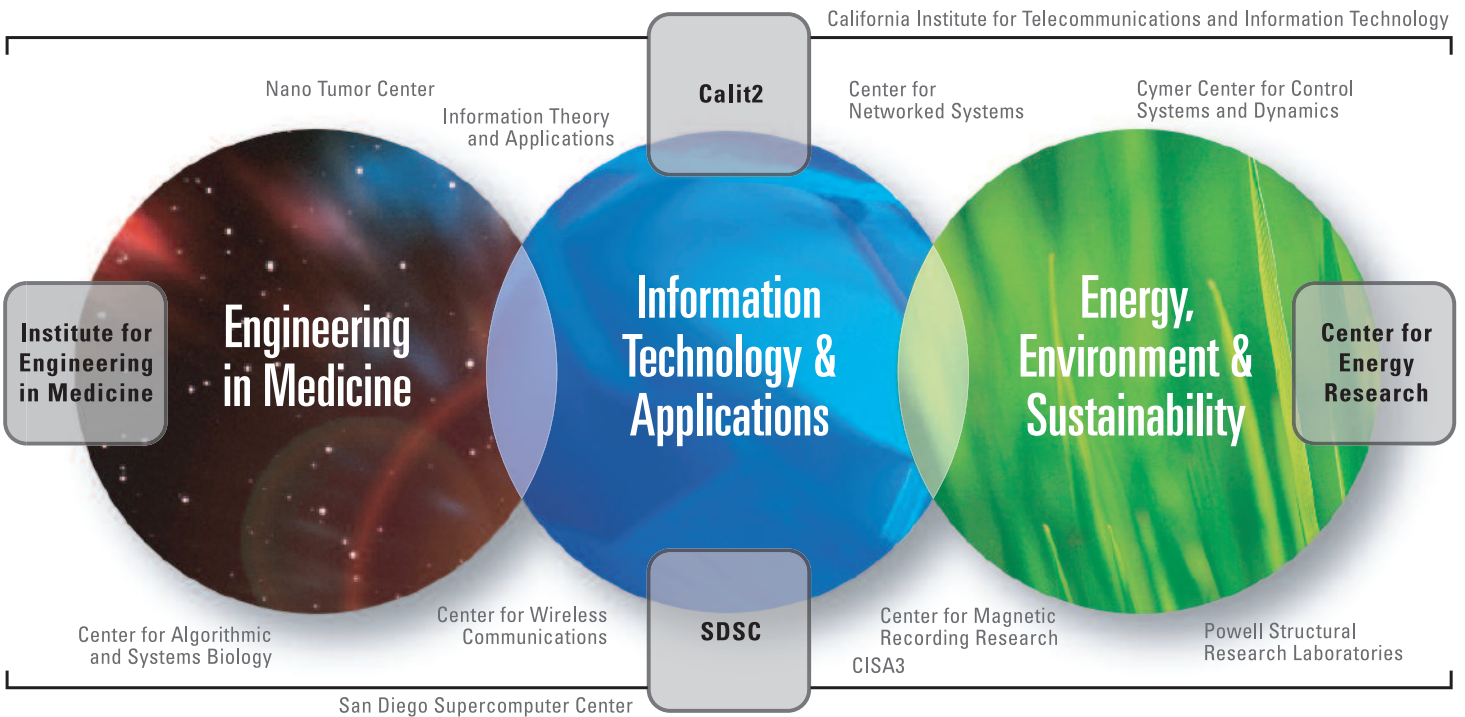 California Institute for Telecommunications and Information Technology
Calit2
Nano Tumor Center
Information Theory
and Applications
Center for
Networked Systems
Cymer Center for Control
Systems and Dynamics
Institute for
Engineering
in Medicine
Engineering
in Medicine
Information
Technology &
Applications
Energy,
Environment &
Sustainability
Center for
Energy
Research
Center for Algorithmic
and Systems Biology
Center for Wireless
Communications
SDSC
Center for Magnetic
Recording Research
CISA3
Powell Structural
Research Laboratories
San Diego Supercomputer Center